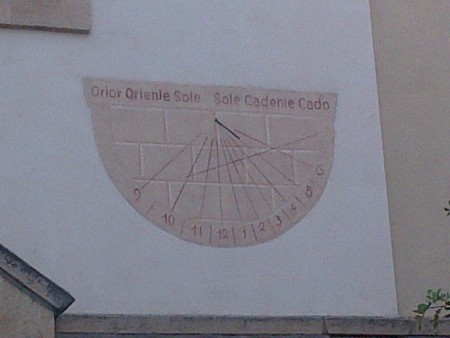 Orior Oriente Sole Sole Cadente Cado
9 10 11 12 1 2 3 4 5 6